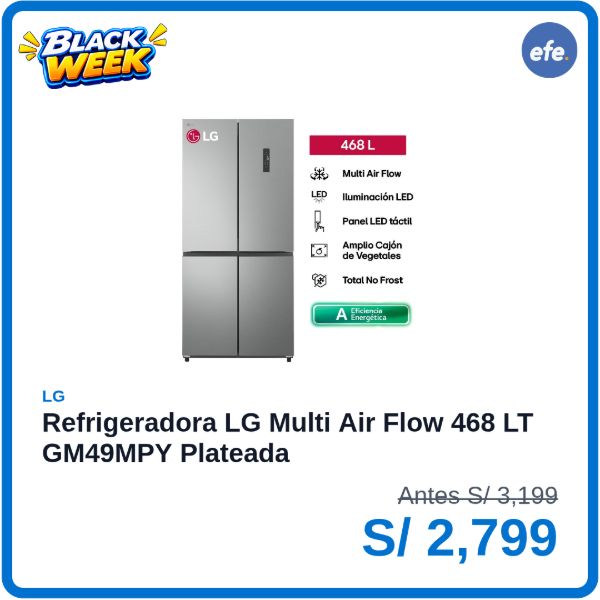 BLACK
WEEK
efe.
LG
468 L
Multi Air Flow
LED
Iluminación LED
Panel LED táctil
Amplio Cajón
de Vegetales
Total No Frost
A Eficiencia
Energética
LG
Refrigeradora LG Multi Air Flow 468 LT
GM49MPY Plateada
Antes S/ 3,199
S/ 2,799